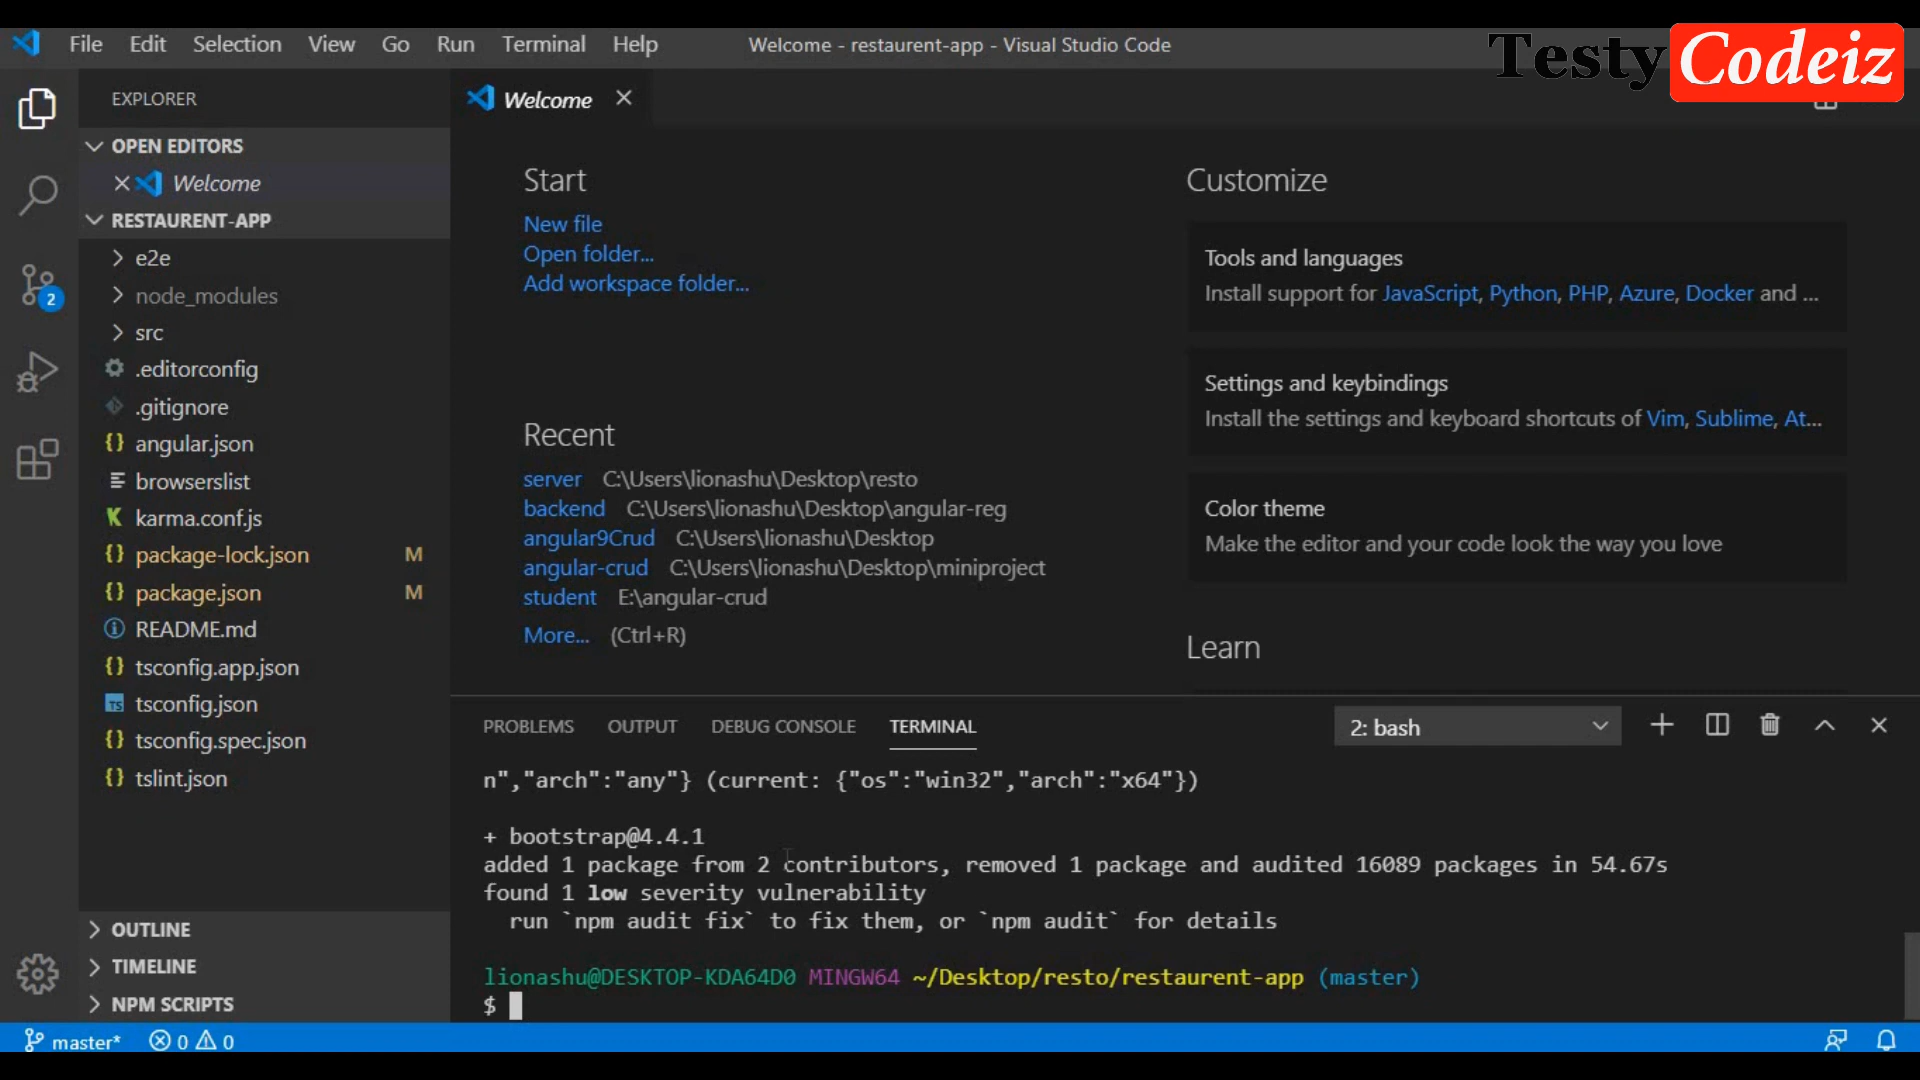 File Edit Selection View Go Run Terminal Help
Welcome - restaurent-app - Visual Studio Code
Testy Codeiz
EXPLORER
OPEN EDITORS
Welcome
RESTAURENT-APP
e2e
node_modules
src
.editorconfig
.gitignore
angular.json
browserslist
karma.conf.js
package-lock.json M
package.json M
README.md
tsconfig.app.json
TS tsconfig.json
tsconfig.spec.json
tslint.json
OUTLINE
TIMELINE
NPM SCRIPTS
2
Welcome
Start
New file
Open folder...
Add workspace folder...
Recent
server C:\Users\lionashu\Desktop\resto
backend C:\Users\lionashu\Desktop\angular-reg
angular9Crud C:\Users\lionashu\Desktop
angular-crud C:\Users\lionashu\Desktop\miniproject
student E:\angular-crud
More... (Ctrl+R)
Customize
Tools and languages
Install support for JavaScript, Python, PHP, Azure, Docker and ...
Settings and keybindings
Install the settings and keyboard shortcuts of Vim, Sublime, At...
Color theme
Make the editor and your code look the way you love
Learn
PROBLEMS OUTPUT DEBUG CONSOLE TERMINAL
2: bash
n","arch":"any"} (current: {"os":"win32","arch":"x64"})
+ bootstrap@4.4.1
added 1 package from 2 contributors, removed 1 package and audited 16089 packages in 54.67s
found 1 low severity vulnerability
run `npm audit fix` to fix them, or `npm audit` for details
lionashu@DESKTOP-KDA64D0 MINGW64 ~/Desktop/resto/restaurent-app (master)
$
master* 0 0